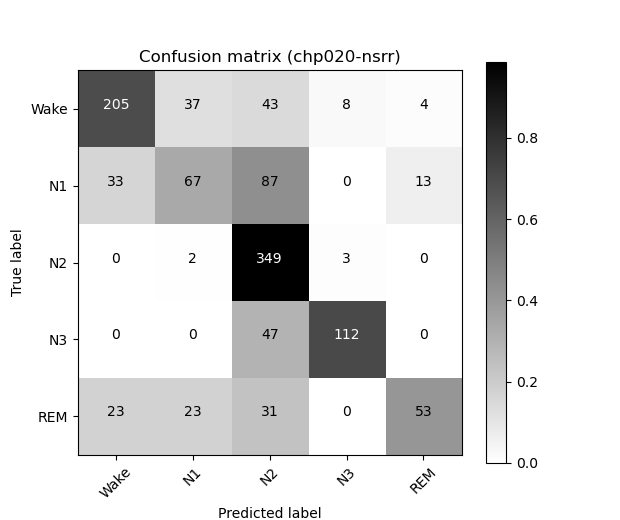 Confusion matrix (chp020-nsrr)
True label
Wake 205 37 43 8 4
N1 33 67 87 0 13
N2 0 2 349 3 0
N3 0 0 47 112 0
REM 23 23 31 0 53
Wake N1 N2 N3 REM
Predicted label
0.8
0.6
0.4
0.2
0.0